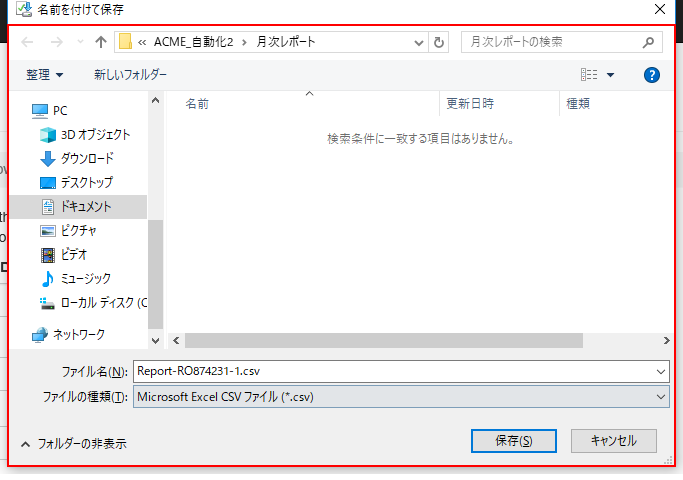 名前を付けて保存
« ACME_自動化2 › 月次レポート
月次レポートの検索
整理
新しいフォルダー
?
名前
更新日時
種類
検索条件に一致する項目はありません。
PC
3D オブジェクト
ダウンロード
デスクトップ
ドキュメント
ピクチャ
ビデオ
ミュージック
ローカル ディスク (C
ネットワーク
ファイル名(N): Report-RO874231-1.csv
ファイルの種類(T): Microsoft Excel CSV ファイル (*.csv)
フォルダーの非表示
保存(S)
キャンセル